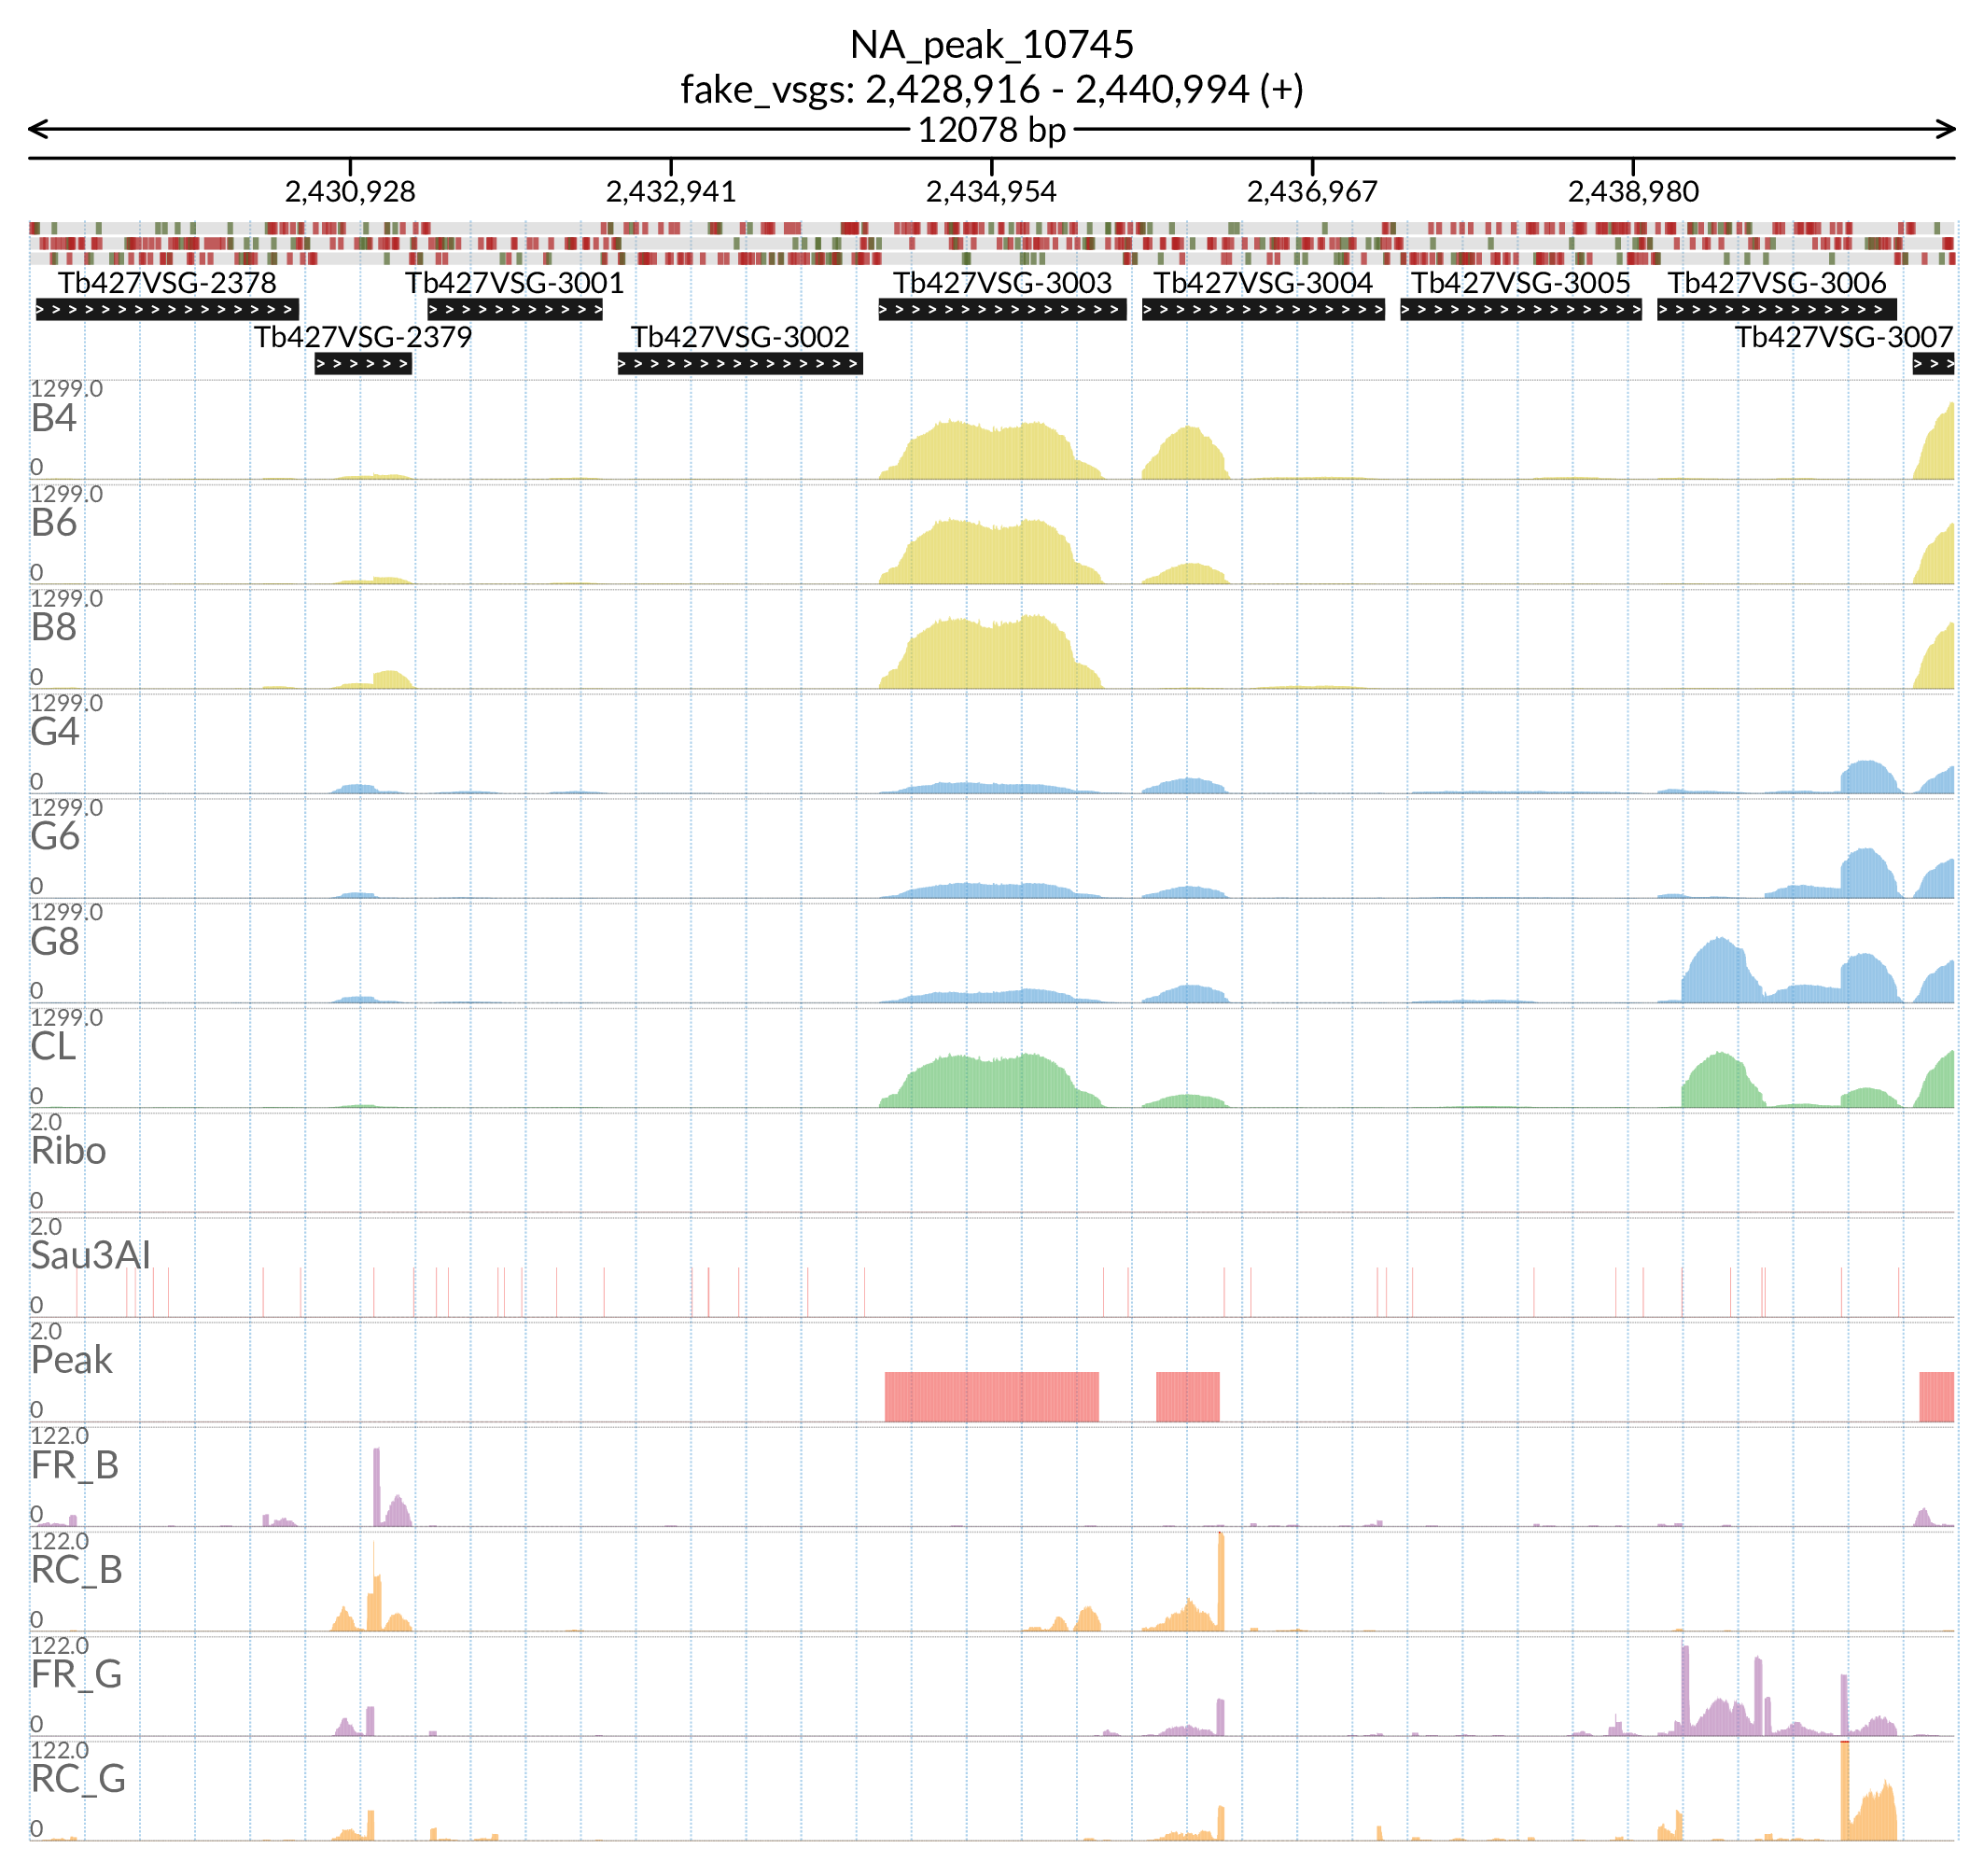 NA_peak_10745
fake_vsgs: 2,428,916 - 2,440,994 (+)
12078 bp
2,430,928 2,432,941 2,434,954 2,436,967 2,438,980
Tb427VSG-2378 Tb427VSG-3001 Tb427VSG-3003 Tb427VSG-3004 Tb427VSG-3005 Tb427VSG-3006
Tb427VSG-2379 Tb427VSG-3002 Tb427VSG-3007
1299.0
B4
0
1299.0
B6
0
1299.0
B8
0
1299.0
G4
0
1299.0
G6
0
1299.0
G8
0
1299.0
CL
0
2.0
Ribo
0
2.0
Sau3AI
0
2.0
Peak
0
122.0
FR_B
0
122.0
RC_B
0
122.0
FR_G
0
122.0
RC_G
0